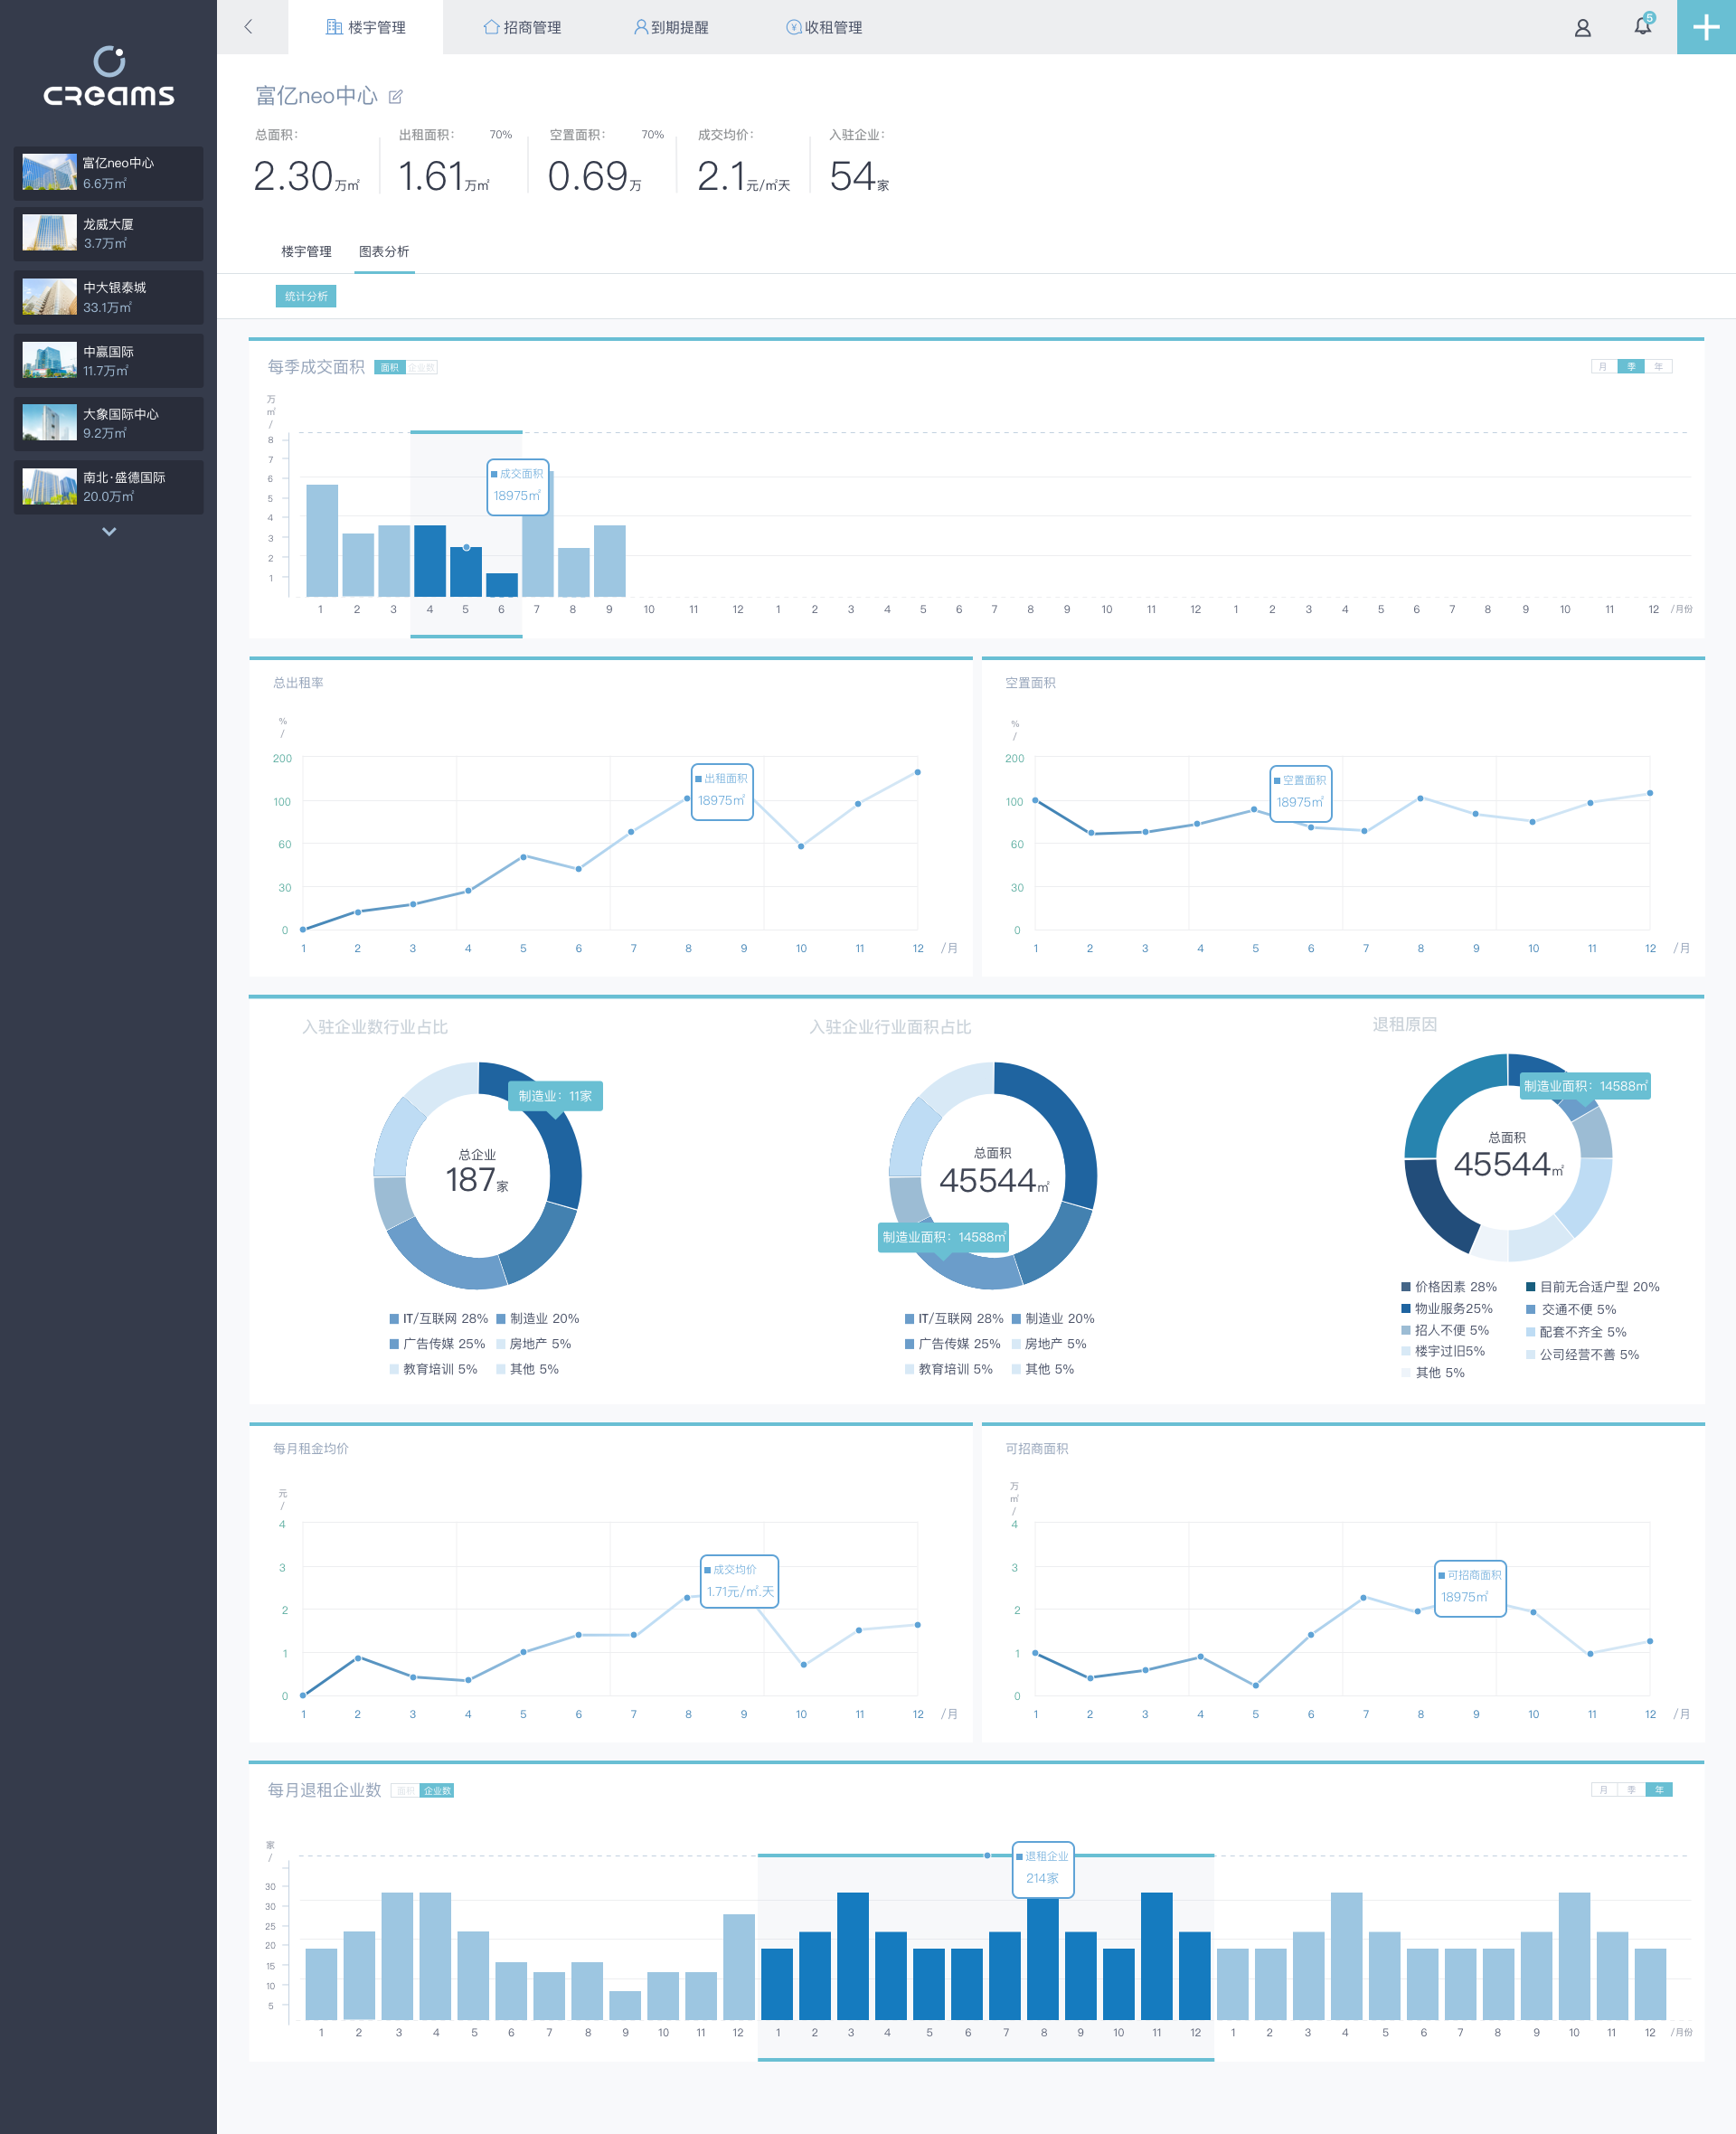 CREAMS
富亿neo中心
6.6万㎡
龙威大厦
3.7万㎡
中大银泰城
33.1万㎡
中赢国际
11.7万㎡
大象国际中心
9.2万㎡
南北·盛德国际
20.0万㎡
楼宇管理 招商管理 到期提醒 收租管理 5
富亿neo中心
总面积: 出租面积: 70% 空置面积: 70% 成交均价: 入驻企业:
2.30万㎡ 1.61万㎡ 0.69万 2.1元/㎡天 54家
楼宇管理 图表分析
统计分析
每季成交面积 面积 企业数 月 季 年
万
㎡
/
8
7
6
5
4
3
2
1
成交面积
18975㎡
1 2 3 4 5 6 7 8 9 10 11 12 1 2 3 4 5 6 7 8 9 10 11 12 1 2 3 4 5 6 7 8 9 10 11 12 /月份
总出租率
%
/
200
100
60
30
0
出租面积
18975㎡
1 2 3 4 5 6 7 8 9 10 11 12 /月
空置面积
%
/
200
100
60
30
0
空置面积
18975㎡
1 2 3 4 5 6 7 8 9 10 11 12 /月
入驻企业数行业占比
制造业: 11家
总企业
187家
IT/互联网 28% 制造业 20%
广告传媒 25% 房地产 5%
教育培训 5% 其他 5%
入驻企业行业面积占比
总面积
45544㎡
制造业面积: 14588㎡
IT/互联网 28% 制造业 20%
广告传媒 25% 房地产 5%
教育培训 5% 其他 5%
退租原因
制造业面积: 14588㎡
总面积
45544㎡
价格因素 28% 目前无合适户型 20%
物业服务25% 交通不便 5%
招人不便 5% 配套不齐全 5%
楼宇过旧5% 公司经营不善 5%
其他 5%
每月租金均价
元
/
4
3
2
1
0
成交均价
1.71元/㎡.天
1 2 3 4 5 6 7 8 9 10 11 12 /月
可招商面积
万
㎡
/
4
3
2
1
0
可招商面积
18975㎡
1 2 3 4 5 6 7 8 9 10 11 12 /月
每月退租企业数 面积 企业数 月 季 年
家
/
30
30
25
20
15
10
5
退租企业
214家
1 2 3 4 5 6 7 8 9 10 11 12 1 2 3 4 5 6 7 8 9 10 11 12 1 2 3 4 5 6 7 8 9 10 11 12 /月份